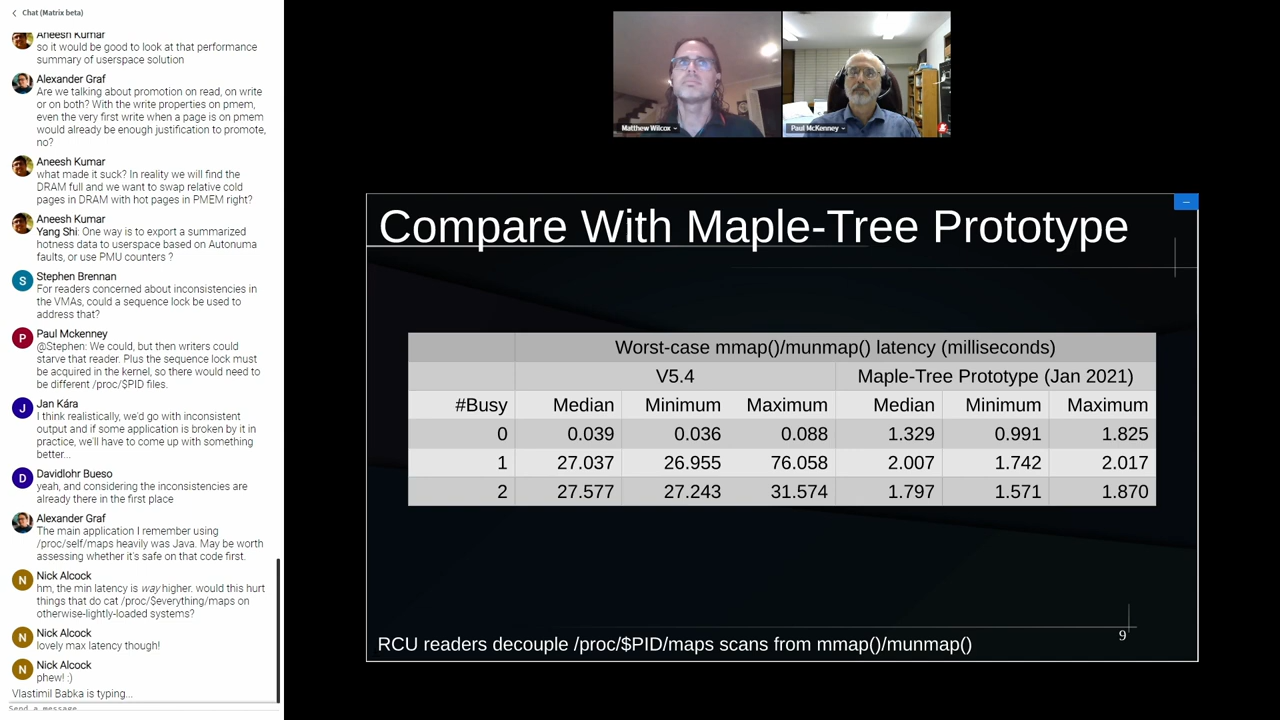 Chat (Matrix beta)
Aneesh Kumar
so it would be good to look at that performance
summary of userspace solution
Alexander Graf
Are we talking about promotion on read, on write
or on both? With the write properties on pmem,
even the very first write when a page is on pmem
would already be enough justification to promote,
no?
Aneesh Kumar
what made it suck? In reality we will find the
DRAM full and we want to swap relative cold
pages in DRAM with hot pages in PMEM right?
Aneesh Kumar
Yang Shi: One way is to export a summarized
hotness data to userspace based on Autonuma
faults, or use PMU counters ?
S
Stephen Brennan
For readers concerned about inconsistencies in
the VMAs, could a sequence lock be used to
address that?
P
Paul Mckenney
@Stephen: We could, but then writers could
starve that reader. Plus the sequence lock must
be acquired in the kernel, so there would need to
be different /proc/$PID files.
J
Jan Kára
I think realistically, we'd go with inconsistent
output and if some application is broken by it in
practice, we'll have to come up with something
better...
D
Davidlohr Bueso
yeah, and considering the inconsistencies are
already there in the first place
Alexander Graf
The main application I remember using
/proc/self/maps heavily was Java. May be worth
assessing whether it's safe on that code first.
N
Nick Alcock
hm, the min latency is way higher. would this hurt
things that do cat /proc/$everything/maps on
otherwise-lightly-loaded systems?
N
Nick Alcock
lovely max latency though!
N
Nick Alcock
phew! :)
Vlastimil Babka is typing...
Send a message
Matthew Wilcox
Paul McKenney
Compare With Maple-Tree Prototype
Worst-case mmap()/munmap() latency (milliseconds)
V5.4 Maple-Tree Prototype (Jan 2021)
#Busy Median Minimum Maximum Median Minimum Maximum
0 0.039 0.036 0.088 1.329 0.991 1.825
1 27.037 26.955 76.058 2.007 1.742 2.017
2 27.577 27.243 31.574 1.797 1.571 1.870
9
RCU readers decouple /proc/$PID/maps scans from mmap()/munmap()